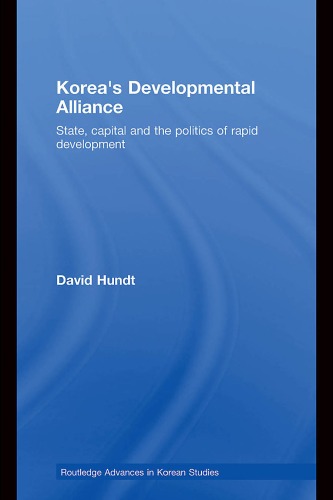 Korea's Developmental
Alliance
State, capital and the politics of rapid
development
David Hundt
Routledge Advances in Korean Studies